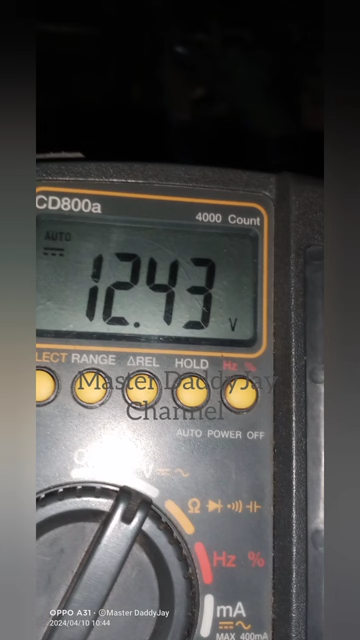 CD800a
4000 Count
AUTO
12.43 V
LECT RANGE ΔREL HOLD Hz %
Master DaddyJay
Channel
AUTO POWER OFF
V
Ω
Hz %
mA
MAX 400mA
OPPO A31 · ©Master DaddyJay
2024/04/10 10:44